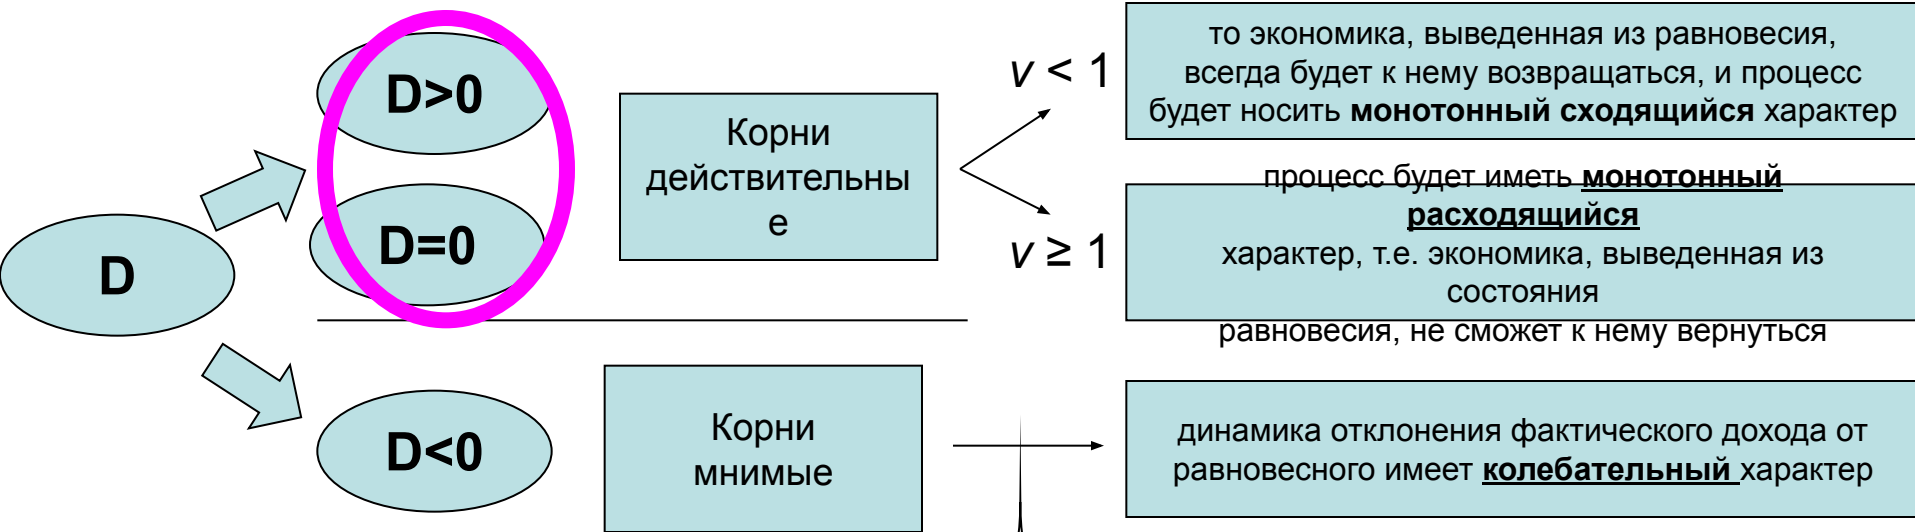 D
D>0
D=0
Корни
действительны
е
v < 1
то экономика, выведенная из равновесия,
всегда будет к нему возвращаться, и процесс
будет носить монотонный сходящийся характер
v ≥ 1
процесс будет иметь монотонный
расходящийся
характер, т.е. экономика, выведенная из
состояния
равновесия, не сможет к нему вернуться
D<0
Корни
мнимые
динамика отклонения фактического дохода от
равновесного имеет колебательный характер